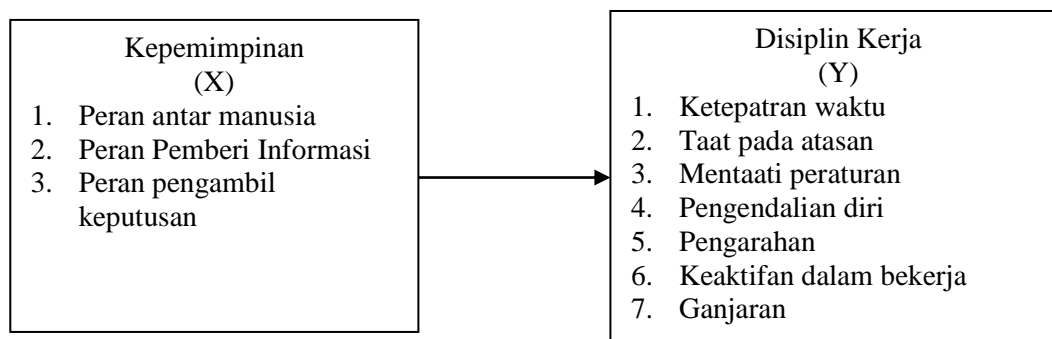 Kepemimpinan
(X)
1. Peran antar manusia
2. Peran Pemberi Informasi
3. Peran pengambil
keputusan
Disiplin Kerja
(Y)
1. Ketepatran waktu
2. Taat pada atasan
3. Mentaati peraturan
4. Pengendalian diri
5. Pengarahan
6. Keaktifan dalam bekerja
7. Ganjaran